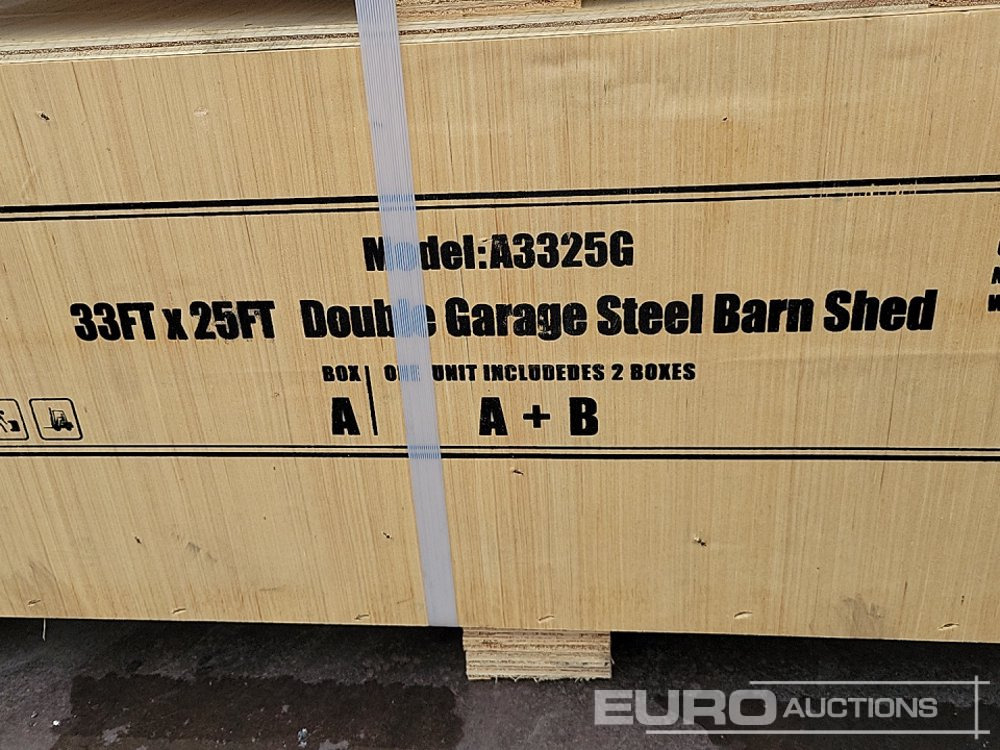 Model:A3325G
33FT x 25FT Double Garage Steel Barn Shed
BOX ONE UNIT INCLUDEDES 2 BOXES
A A + B
EURO AUCTIONS